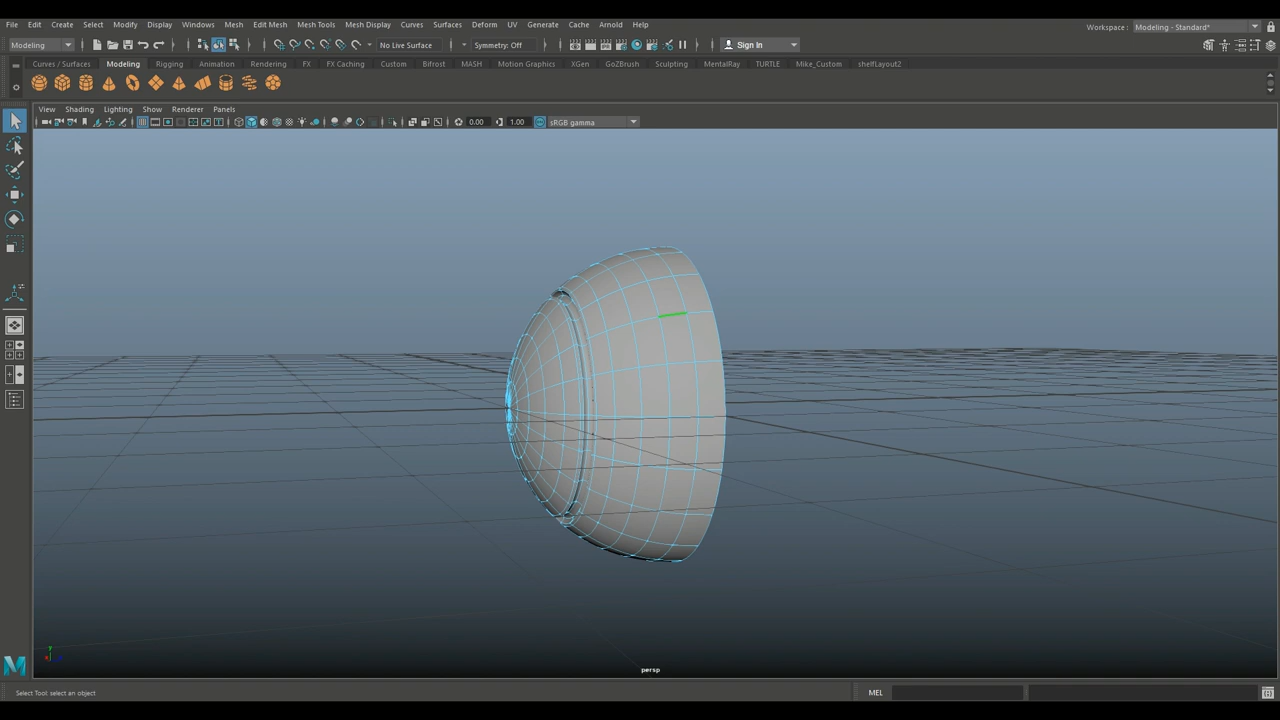 File Edit Create Select Modify Display Windows Mesh Edit Mesh Mesh Tools Mesh Display Curves Surfaces Deform UV Generate Cache Arnold Help
Workspace : Modeling - Standard*
Modeling No Live Surface Symmetry: Off Sign In
Curves / Surfaces Modeling Rigging Animation Rendering FX FX Caching Custom Bifrost MASH Motion Graphics XGen GoZBrush Sculpting MentalRay TURTLE Mike_Custom shelfLayout2
View Shading Lighting Show Renderer Panels
0.00 1.00 sRGB gamma
persp
Select Tool: select an object MEL